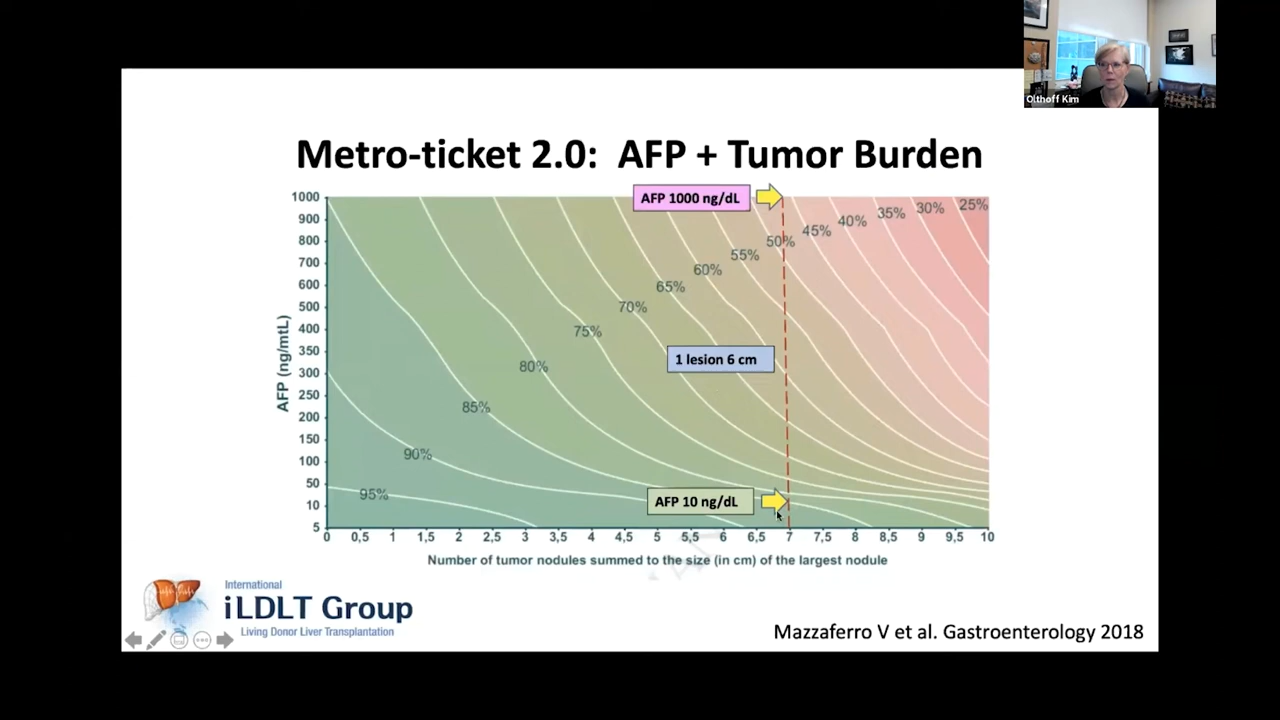 Olthoff Kim
Metro-ticket 2.0: AFP + Tumor Burden
AFP 1000 ng/dL
1 lesion 6 cm
AFP 10 ng/dL
AFP (ng/mtL)
1000
900
800
700
600
500
400
350
300
250
200
150
100
50
10
5
95%
90%
85%
80%
75%
70%
65%
60%
55%
50%
45%
40%
35%
30%
25%
0 0,5 1 1,5 2 2,5 3 3,5 4 4,5 5 5,5 6 6,5 7 7,5 8 8,5 9 9,5 10
Number of tumor nodules summed to the size (in cm) of the largest nodule
International
iLDLT Group
Living Donor Liver Transplantation
Mazzaferro V et al. Gastroenterology 2018